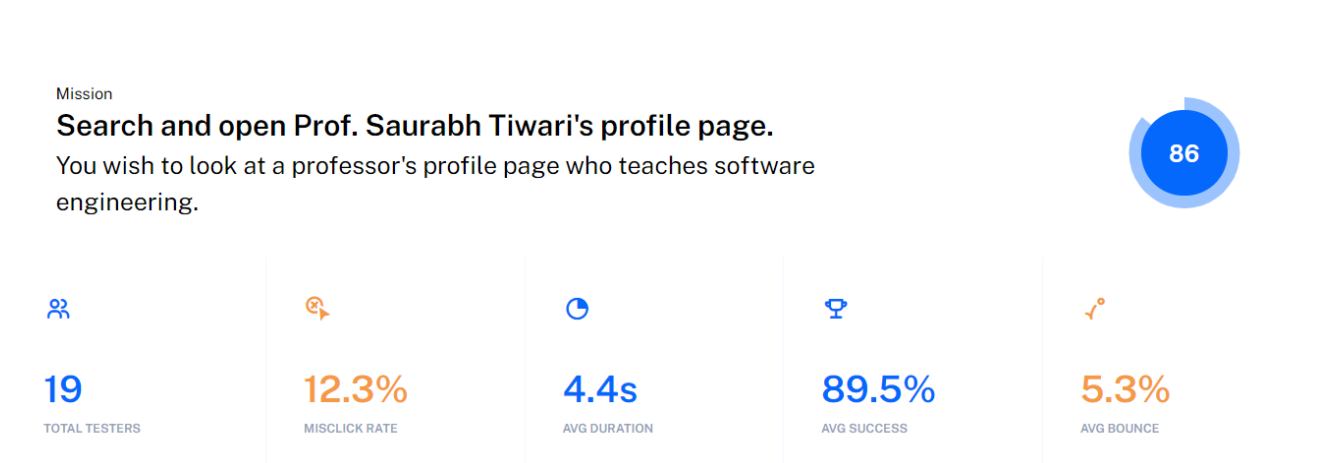 Mission
Search and open Prof. Saurabh Tiwari's profile page.
You wish to look at a professor's profile page who teaches software
engineering.
86
19
12.3%
4.4s
89.5%
5.3%
TOTAL TESTERS
MISCLICK RATE
AVG DURATION
AVG SUCCESS
AVG BOUNCE